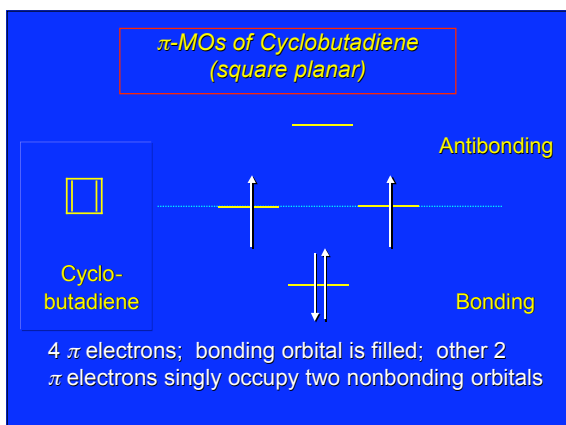 π-MOs of Cyclobutadiene
(square planar)
Antibonding
Cyclo-
butadiene
Bonding
4 π electrons; bonding orbital is filled; other 2
π electrons singly occupy two nonbonding orbitals